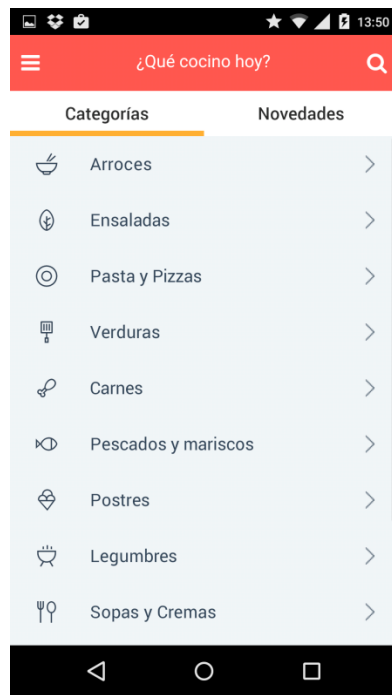 13:50
¿Qué cocino hoy?
Categorías Novedades
Arroces
Ensaladas
Pasta y Pizzas
Verduras
Carnes
Pescados y mariscos
Postres
Legumbres
Sopas y Cremas